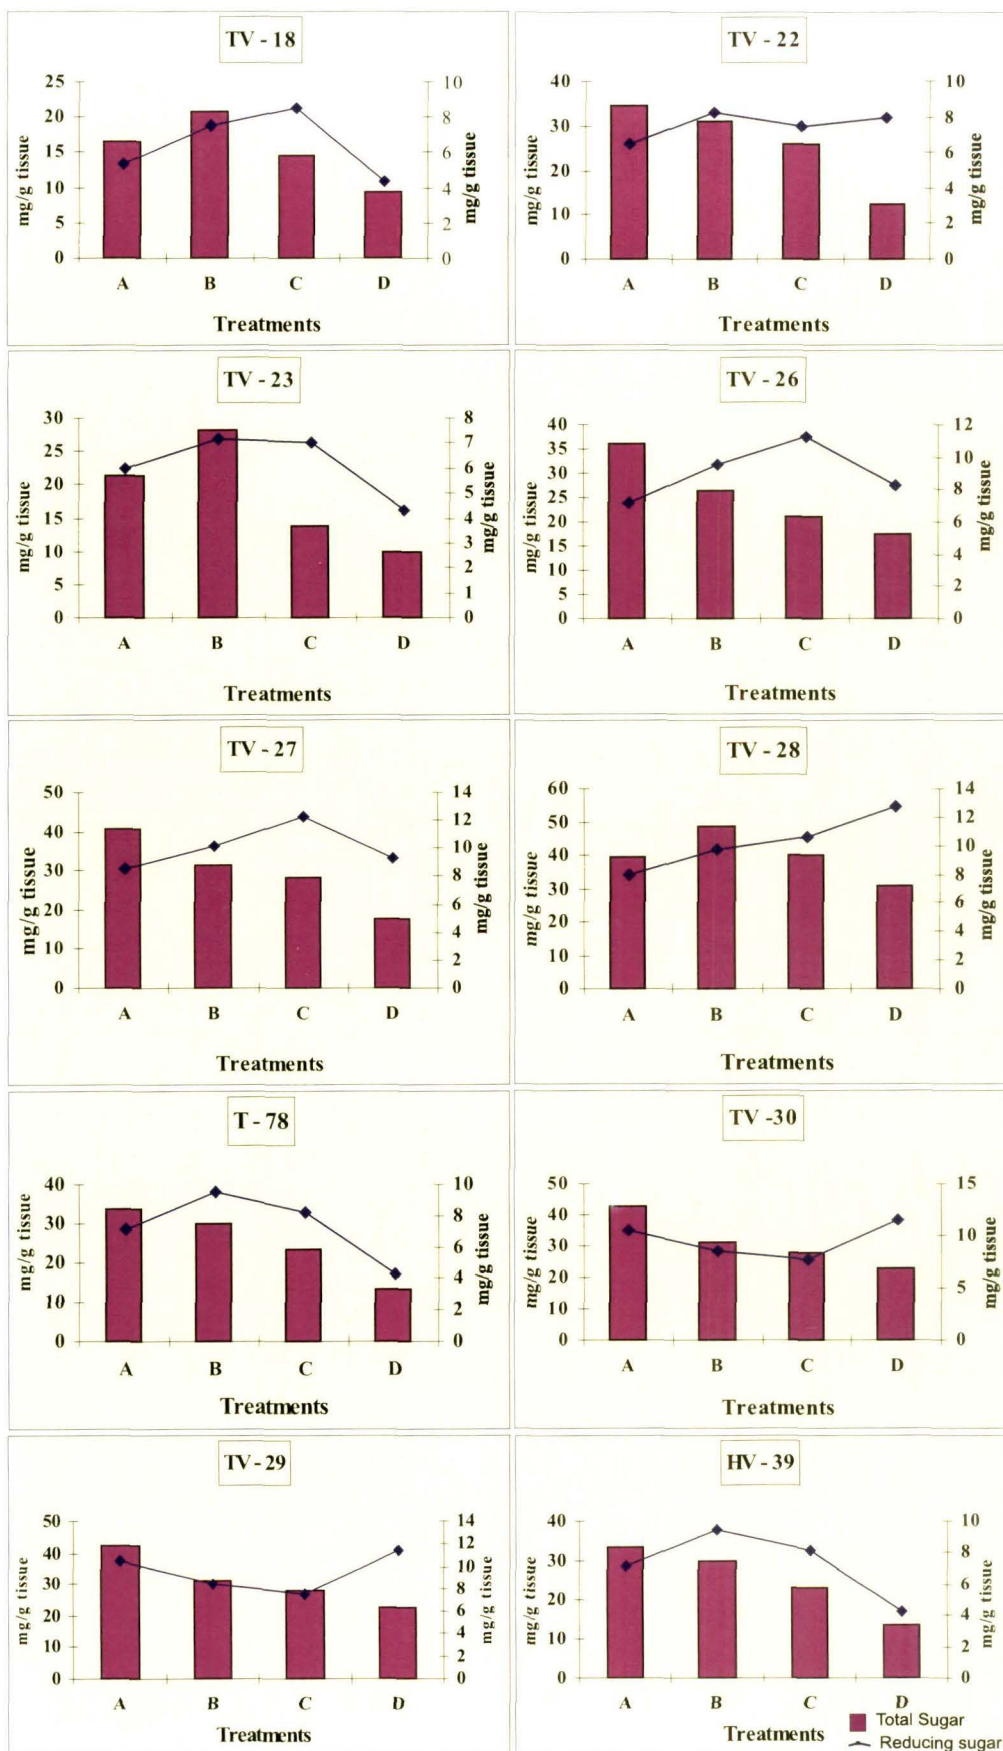 TV - 18
25
20
15
10
5
0
mg/g tissue
10
8
6
4
2
0
mg/g tissue
A B C D
Treatments
TV - 22
40
30
20
10
0
mg/g tissue
10
8
6
4
2
0
mg/g tissue
A B C D
Treatments
TV - 23
30
25
20
15
10
5
0
mg/g tissue
8
7
6
5
4
3
2
1
0
mg/g tissue
A B C D
Treatments
TV - 26
40
35
30
25
20
15
10
5
0
mg/g tissue
12
10
8
6
4
2
0
mg/g tissue
A B C D
Treatments
TV - 27
50
40
30
20
10
0
mg/g tissue
14
12
10
8
6
4
2
0
mg/g tissue
A B C D
Treatments
TV - 28
60
50
40
30
20
10
0
mg/g tissue
14
12
10
8
6
4
2
0
mg/g tissue
A B C D
Treatments
T - 78
40
30
20
10
0
mg/g tissue
10
8
6
4
2
0
mg/g tissue
A B C D
Treatments
TV -30
50
40
30
20
10
0
mg/g tissue
15
10
5
0
mg/g tissue
A B C D
Treatments
TV - 29
50
40
30
20
10
0
mg/g tissue
14
12
10
8
6
4
2
0
mg/g tissue
A B C D
Treatments
HV - 39
40
30
20
10
0
mg/g tissue
10
8
6
4
2
0
mg/g tissue
A B C D
Treatments
Total Sugar
Reducing sugar